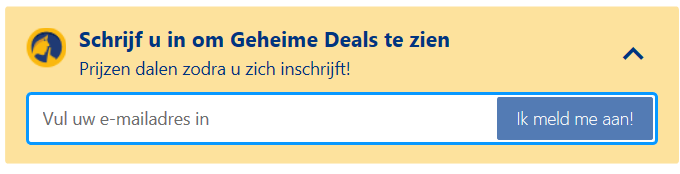 Schrijf u in om Geheime Deals te zien
Prijzen dalen zodra u zich inschrijft!
Vul uw e-mailadres in
Ik meld me aan!